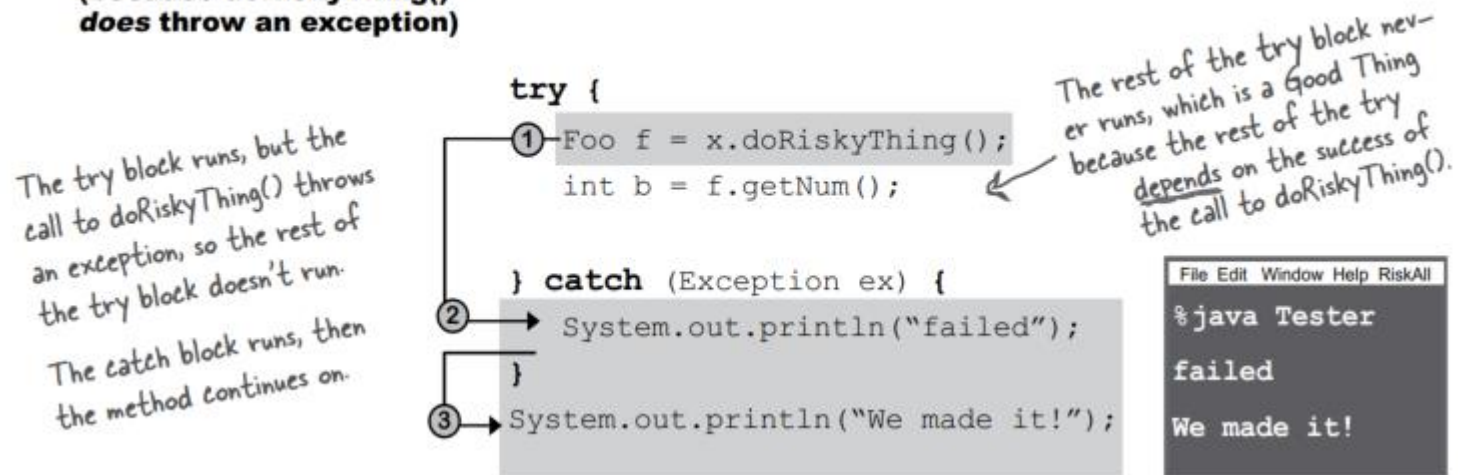 does throw an exception)
The try block runs, but the
call to doRiskyThing() throws
an exception, so the rest of
the try block doesn't run.
The catch block runs, then
the method continues on.
try {
1 Foo f = x.doRiskyThing();
int b = f.getNum();
} catch (Exception ex) {
2 System.out.println("failed");
}
3 System.out.println("We made it!");
The rest of the try block nev-
er runs, which is a Good Thing
because the rest of the try
depends on the success of
the call to doRiskyThing().
File Edit Window Help RiskAll
%java Tester
failed
We made it!